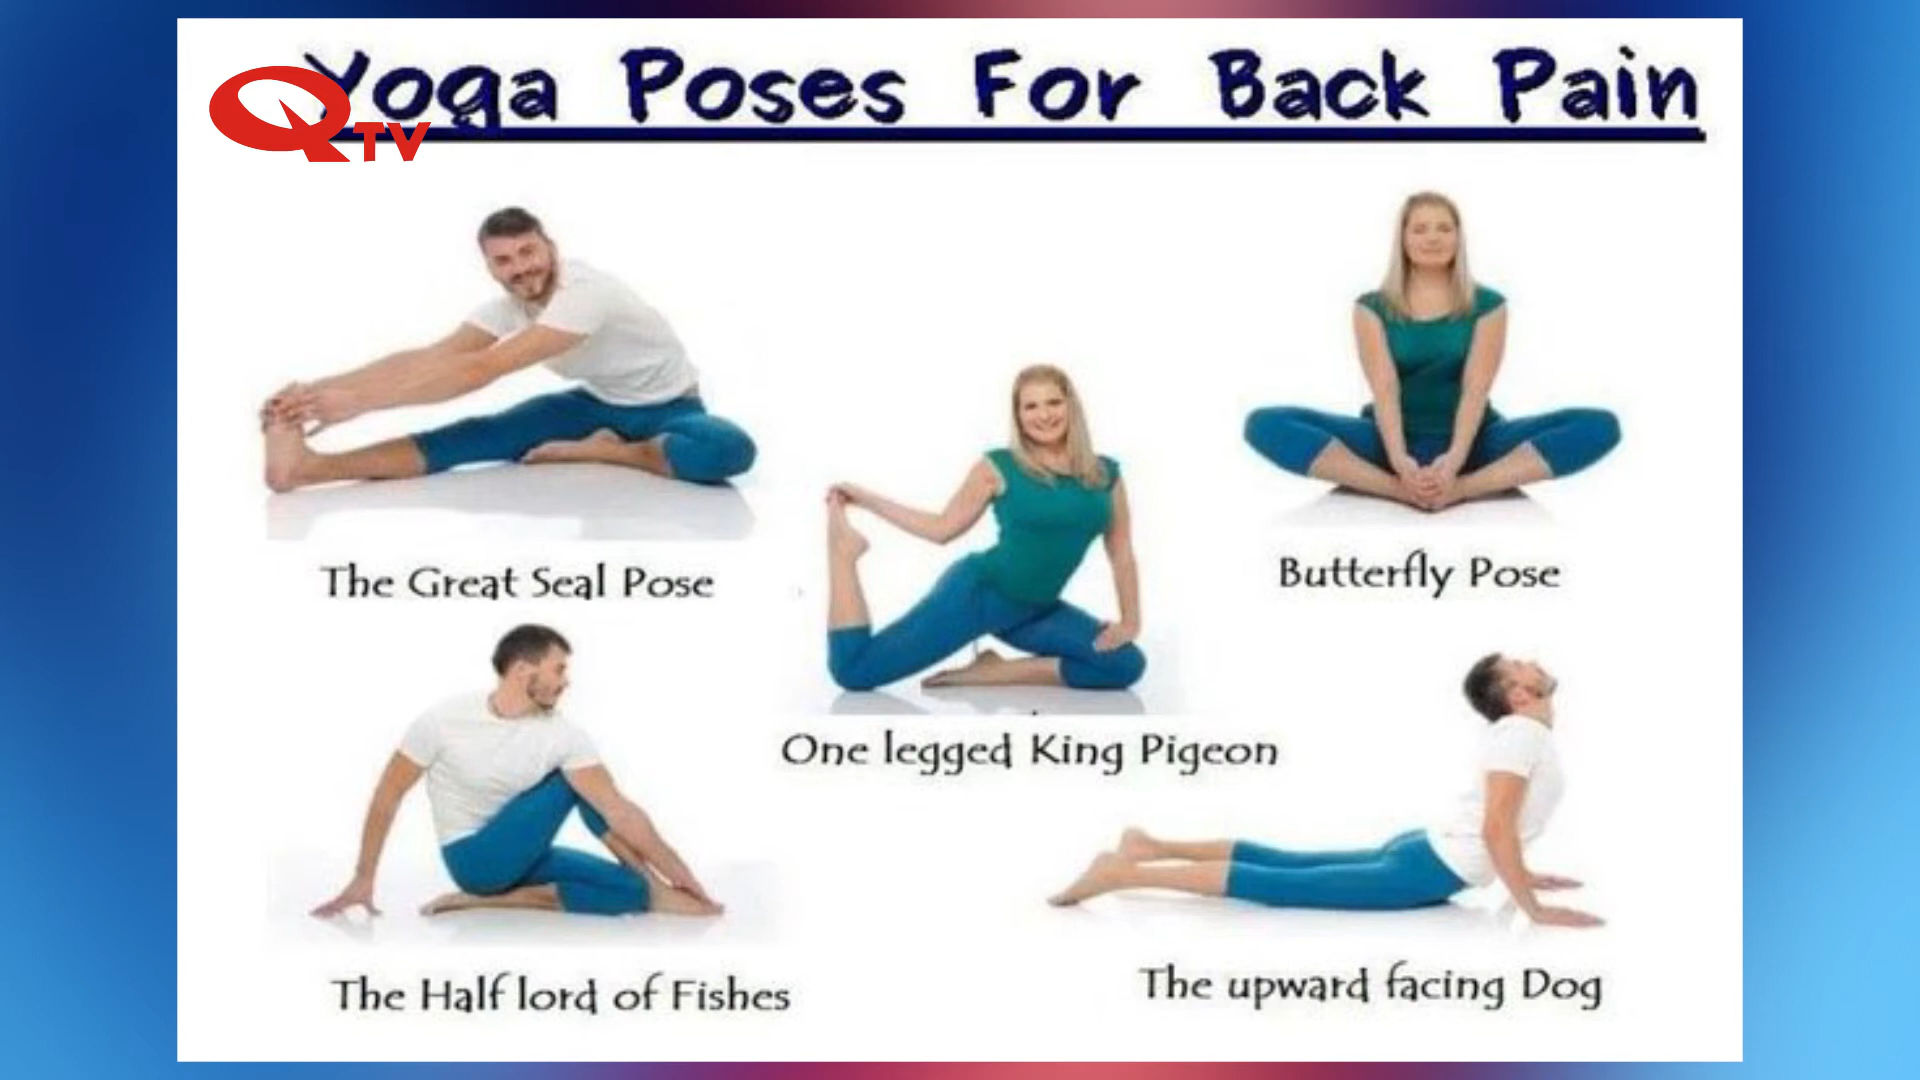 Yoga Poses For Back Pain
QTV
The Great Seal Pose
Butterfly Pose
One legged King Pigeon
The Half lord of Fishes
The upward facing Dog